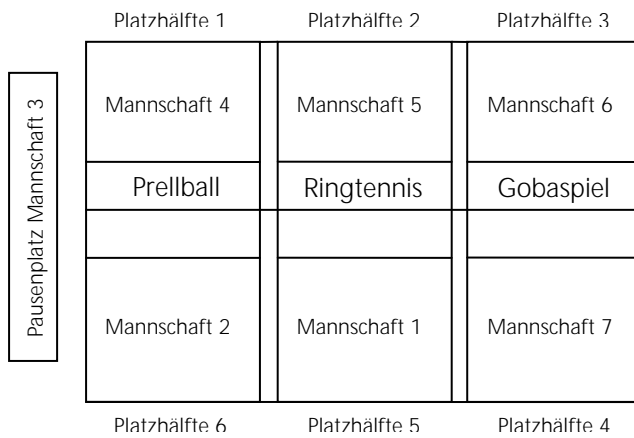 Platzhälfte 1 Platzhälfte 2 Platzhälfte 3
Pausenplatz Mannschaft 3
Mannschaft 4 Mannschaft 5 Mannschaft 6
Prellball Ringtennis Gobaspiel
Mannschaft 2 Mannschaft 1 Mannschaft 7
Platzhälfte 6 Platzhälfte 5 Platzhälfte 4